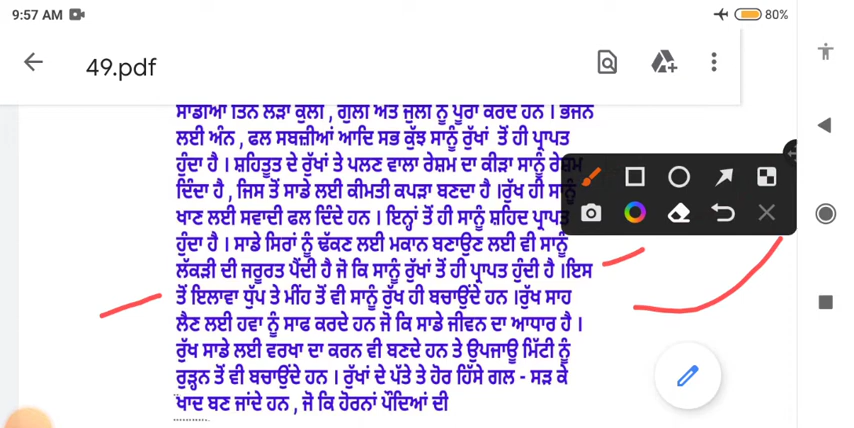 9:57 AM
80%
49.pdf
ਸਾਡੀਆਂ ਤਿੰਨ ਲੋੜਾਂ ਕੁੱਲੀ , ਗੁੱਲੀ ਅਤੇ ਜੁੱਲੀ ਨੂੰ ਪੂਰਾ ਕਰਦੇ ਹਨ । ਭੋਜਨ
ਲਈ ਅੰਨ , ਫਲ ਸਬਜ਼ੀਆਂ ਆਦਿ ਸਭ ਕੁੱਝ ਸਾਨੂੰ ਰੁੱਖਾਂ ਤੋਂ ਹੀ ਪ੍ਰਾਪਤ
ਹੁੰਦਾ ਹੈ । ਸ਼ਹਿਤੂਤ ਦੇ ਰੁੱਖਾਂ ਤੇ ਪਲਣ ਵਾਲਾ ਰੇਸ਼ਮ ਦਾ ਕੀੜਾ ਸਾਨੂੰ ਰੇਸ਼ਮ
ਦਿੰਦਾ ਹੈ , ਜਿਸ ਤੋਂ ਸਾਡੇ ਲਈ ਕੀਮਤੀ ਕਪੜਾ ਬਣਦਾ ਹੈ ।ਰੁੱਖ ਹੀ ਸਾਨੂੰ
ਖਾਣ ਲਈ ਸਵਾਦੀ ਫਲ ਦਿੰਦੇ ਹਨ । ਇਨ੍ਹਾਂ ਤੋਂ ਹੀ ਸਾਨੂੰ ਸ਼ਹਿਦ ਪ੍ਰਾਪਤ
ਹੁੰਦਾ ਹੈ । ਸਾਡੇ ਸਿਰਾਂ ਨੂੰ ਢੱਕਣ ਲਈ ਮਕਾਨ ਬਣਾਉਣ ਲਈ ਵੀ ਸਾਨੂੰ
ਲੱਕੜੀ ਦੀ ਜਰੂਰਤ ਪੈਂਦੀ ਹੈ ਜੋ ਕਿ ਸਾਨੂੰ ਰੁੱਖਾਂ ਤੋਂ ਹੀ ਪ੍ਰਾਪਤ ਹੁੰਦੀ ਹੈ ।ਇਸ
ਤੋਂ ਇਲਾਵਾ ਧੁੱਪ ਤੇ ਮੀਂਹ ਤੋਂ ਵੀ ਸਾਨੂੰ ਰੁੱਖ ਹੀ ਬਚਾਉਂਦੇ ਹਨ ।ਰੁੱਖ ਸਾਹ
ਲੈਣ ਲਈ ਹਵਾ ਨੂੰ ਸਾਫ ਕਰਦੇ ਹਨ ਜੋ ਕਿ ਸਾਡੇ ਜੀਵਨ ਦਾ ਆਧਾਰ ਹੈ ।
ਰੁੱਖ ਸਾਡੇ ਲਈ ਵਰਖਾ ਦਾ ਕਰਨ ਵੀ ਬਣਦੇ ਹਨ ਤੇ ਉਪਜਾਊ ਮਿੱਟੀ ਨੂੰ
ਰੁੜ੍ਹਨ ਤੋਂ ਵੀ ਬਚਾਉਂਦੇ ਹਨ । ਰੁੱਖਾਂ ਦੇ ਪੱਤੇ ਤੇ ਹੋਰ ਹਿੱਸੇ ਗਲ - ਸੜ ਕੇ
ਖਾਦ ਬਣ ਜਾਂਦੇ ਹਨ , ਜੋ ਕਿ ਹੋਰਨਾਂ ਪੌਦਿਆਂ ਦੀ